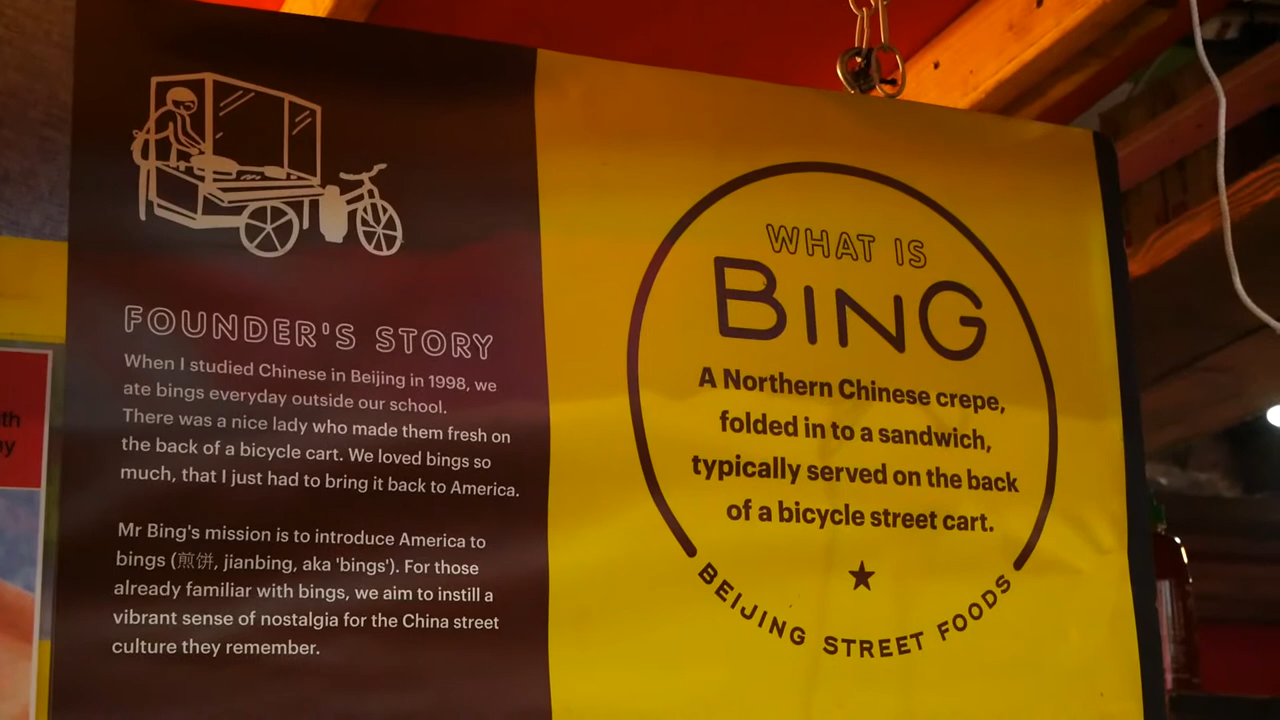 FOUNDER'S STORY
When I studied Chinese in Beijing in 1998, we
ate bings everyday outside our school.
There was a nice lady who made them fresh on
the back of a bicycle cart. We loved bings so
much, that I just had to bring it back to America.
Mr Bing's mission is to introduce America to
bings (煎饼, jianbing, aka 'bings'). For those
already familiar with bings, we aim to instill a
vibrant sense of nostalgia for the China street
culture they remember.
WHAT IS
BING
A Northern Chinese crepe,
folded in to a sandwich,
typically served on the back
of a bicycle street cart.
BEIJING STREET FOODS